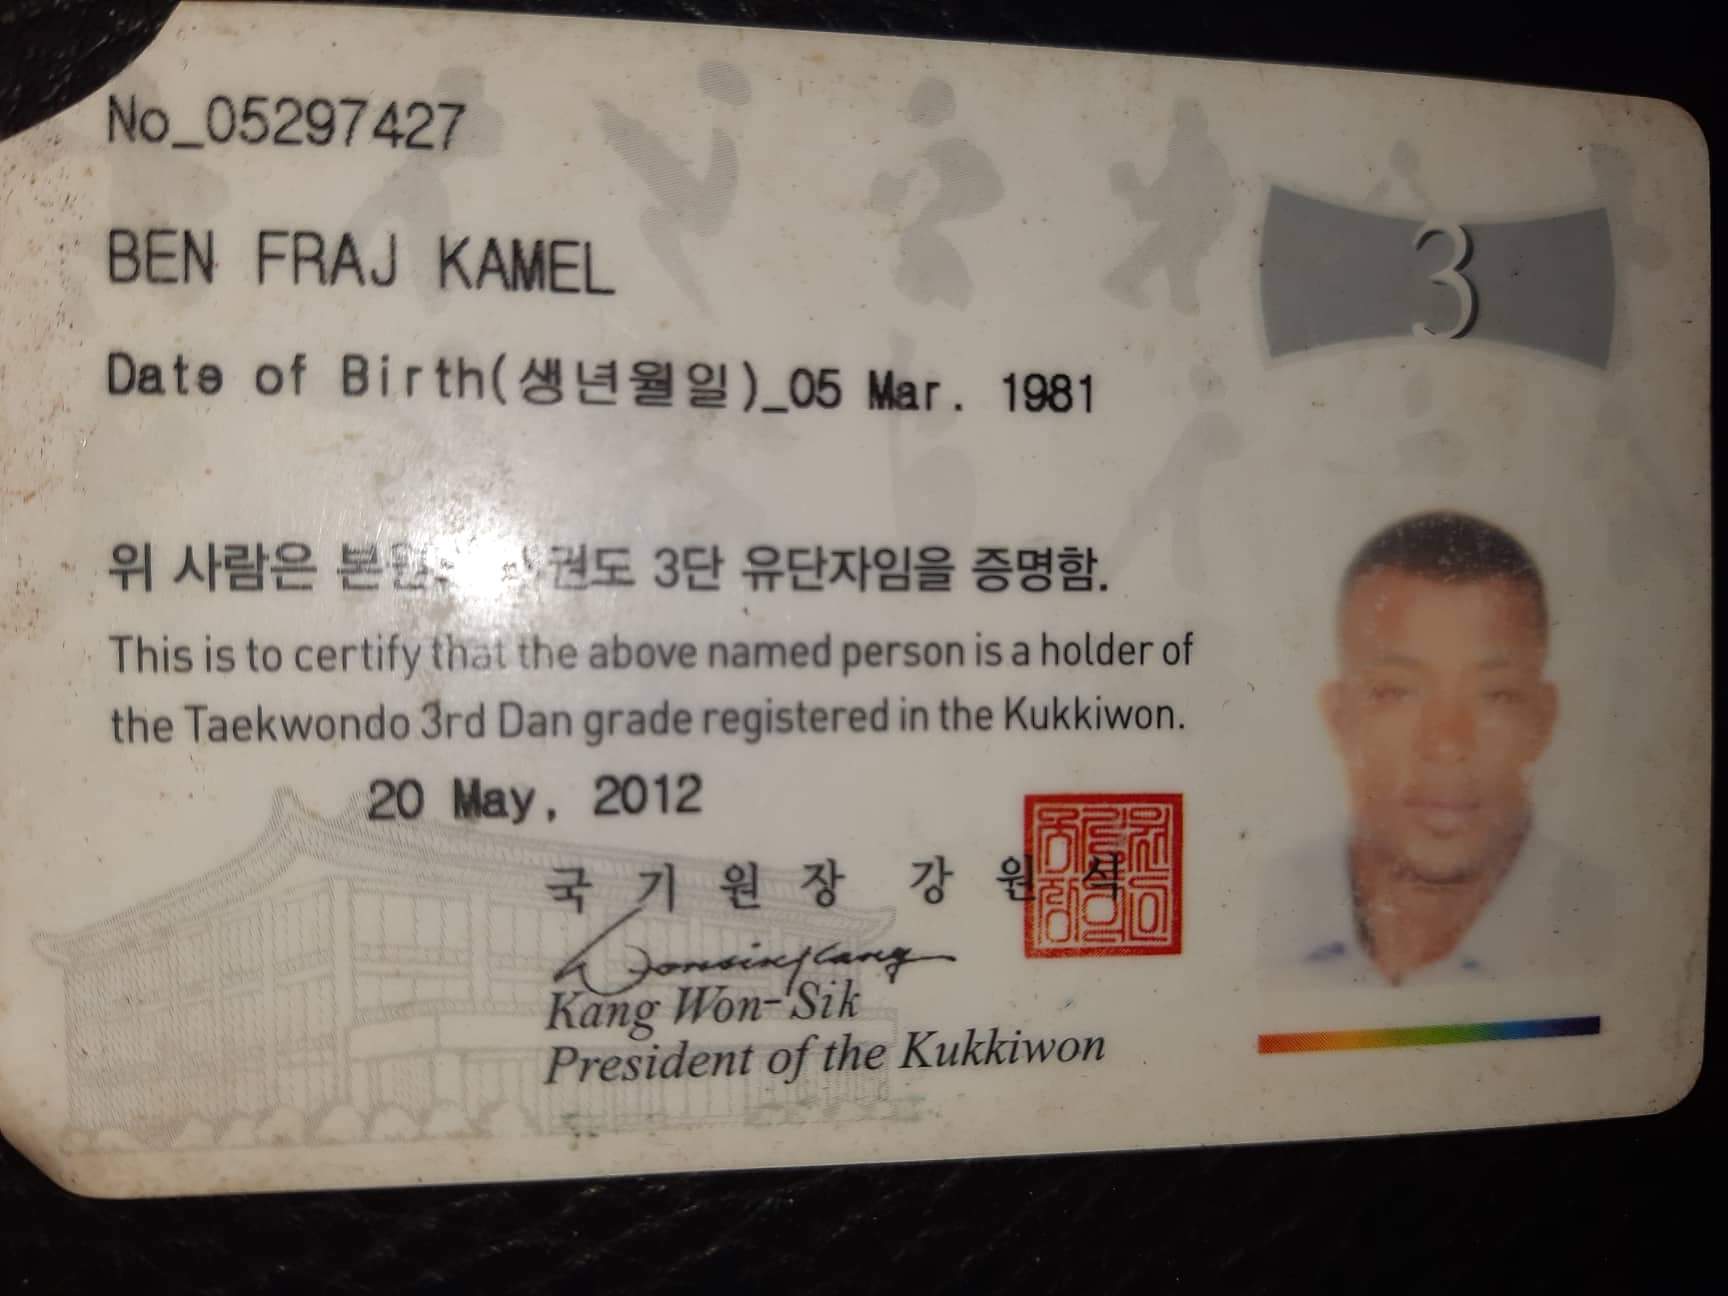 No_05297427
BEN FRAJ KAMEL
3
Date of Birth(생년월일)_05 Mar. 1981
위 사람은 권도 3단 유단자임을 증명함.
This is to certify that the above named person is a holder of
the Taekwondo 3rd Dan grade registered in the Kukkiwon.
20 May, 2012
국 기 원 장 강 원 식
Kang Won-Sik
President of the Kukkiwon